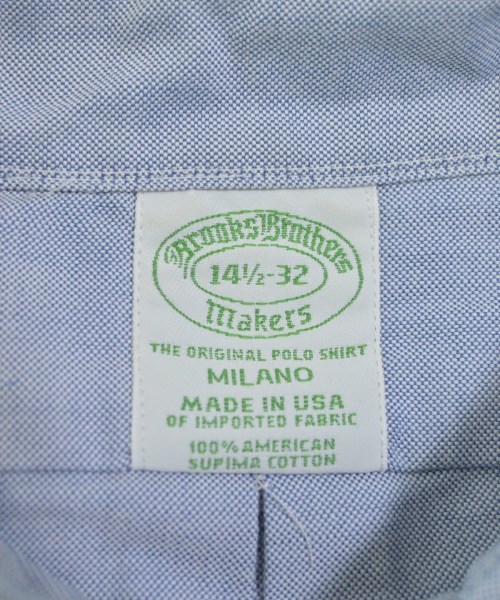 Brooks Brothers
14½-32
Makers
THE ORIGINAL POLO SHIRT
MILANO
MADE IN USA
OF IMPORTED FABRIC
100% AMERICAN
SUPIMA COTTON